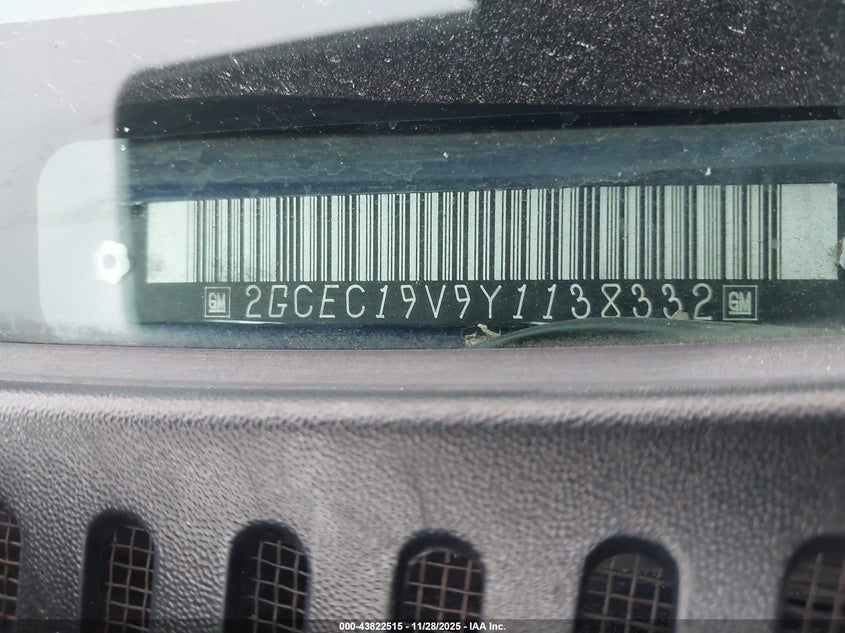 GM 2GCEC19V9Y1138332 GM
000-43822515 - 11/28/2025 - IAA Inc.